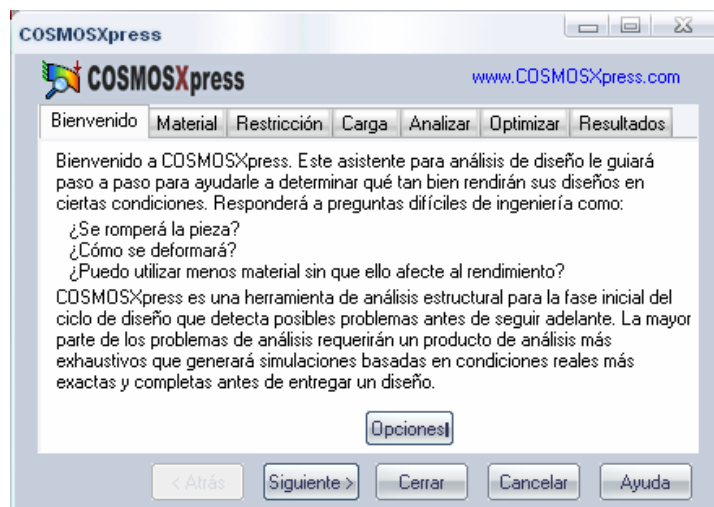 COSMOSXpress
COSMOSXpress www.COSMOSXpress.com
Bienvenido Material Restricción Carga Analizar Optimizar Resultados
Bienvenido a COSMOSXpress. Este asistente para análisis de diseño le guiará
paso a paso para ayudarle a determinar qué tan bien rendirán sus diseños en
ciertas condiciones. Responderá a preguntas difíciles de ingeniería como:
¿Se romperá la pieza?
¿Cómo se deformará?
¿Puedo utilizar menos material sin que ello afecte al rendimiento?
COSMOSXpress es una herramienta de análisis estructural para la fase inicial del
ciclo de diseño que detecta posibles problemas antes de seguir adelante. La mayor
parte de los problemas de análisis requerirán un producto de análisis más
exhaustivos que generará simulaciones basadas en condiciones reales más
exactas y completas antes de entregar un diseño.
Opciones
< Atrás Siguiente > Cerrar Cancelar Ayuda